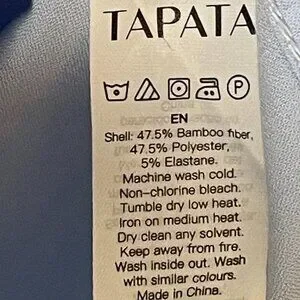 TAPATA
P
EN
Shell: 47.5% Bamboo fiber,
47.5% Polyester,
5% Elastane.
Machine wash cold.
Non-chlorine bleach.
Tumble dry low heat.
Iron on medium heat.
Dry clean any solvent.
Keep away from fire.
Wash inside out. Wash
with similar colours.
Made in China.